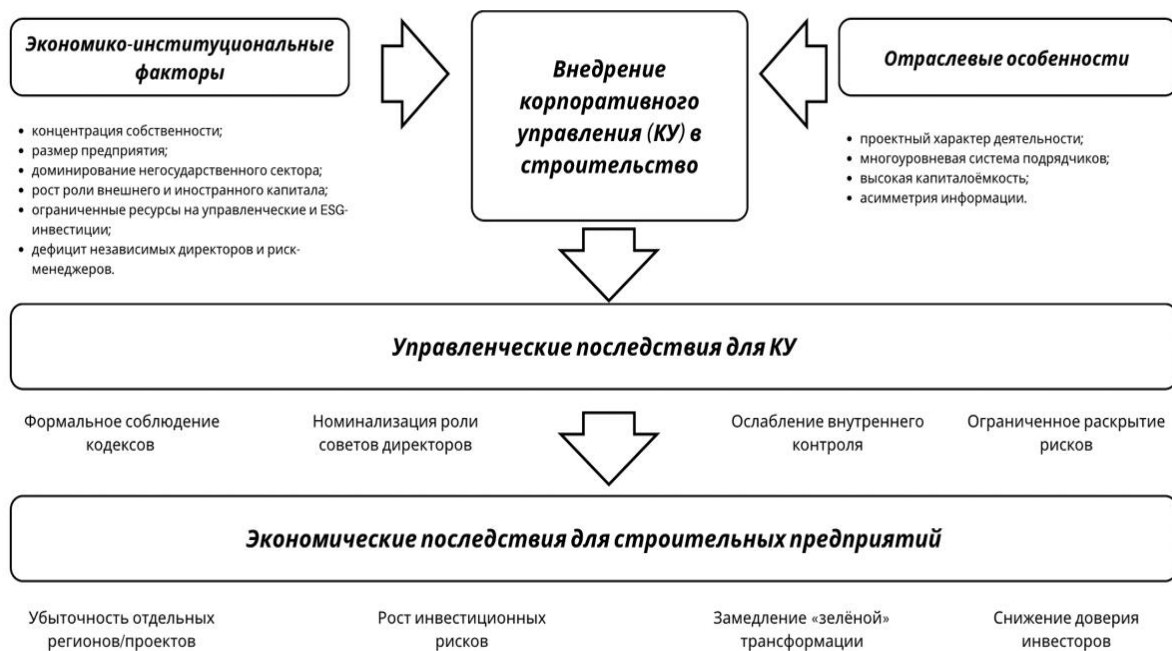 Экономико-институциональные
факторы
• концентрация собственности;
• размер предприятия;
• доминирование негосударственного сектора;
• рост роли внешнего и иностранного капитала;
• ограниченные ресурсы на управленческие и ESG-
инвестиции;
• дефицит независимых директоров и риск-
менеджеров.
Внедрение
корпоративного
управления (КУ) в
строительство
Отраслевые особенности
• проектный характер деятельности;
• многоуровневая система подрядчиков;
• высокая капиталоёмкость;
• асимметрия информации.
Управленческие последствия для КУ
Формальное соблюдение
кодексов
Номинализация роли
советов директоров
Ослабление внутреннего
контроля
Ограниченное раскрытие
рисков
Экономические последствия для строительных предприятий
Убыточность отдельных
регионов/проектов
Рост инвестиционных
рисков
Замедление «зелёной»
трансформации
Снижение доверия
инвесторов